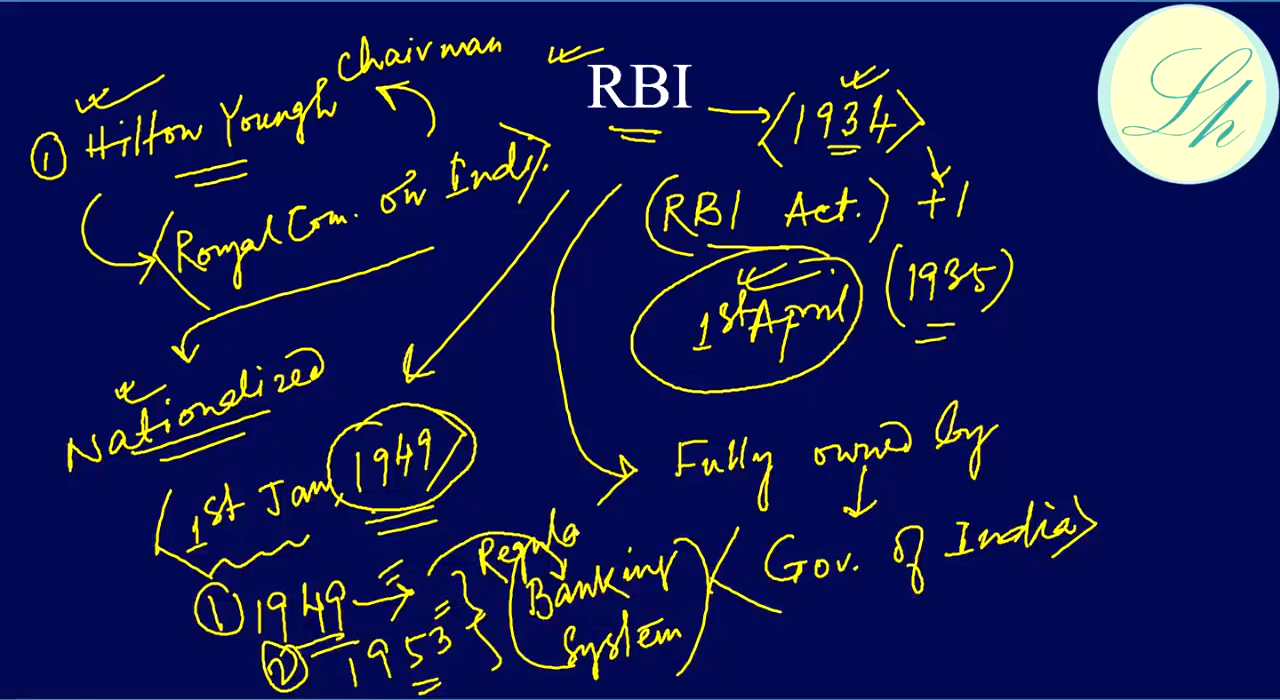 Chairman
RBI
① Hilton Youngh
1934
Royal Com. on Ind
(RBI Act.) +1
1st April (1935)
Nationalized
(1st Jan, 1949)
Fully owned by
Gov. of India
① 1949
② 1953
Regula
Banking
System
Lh